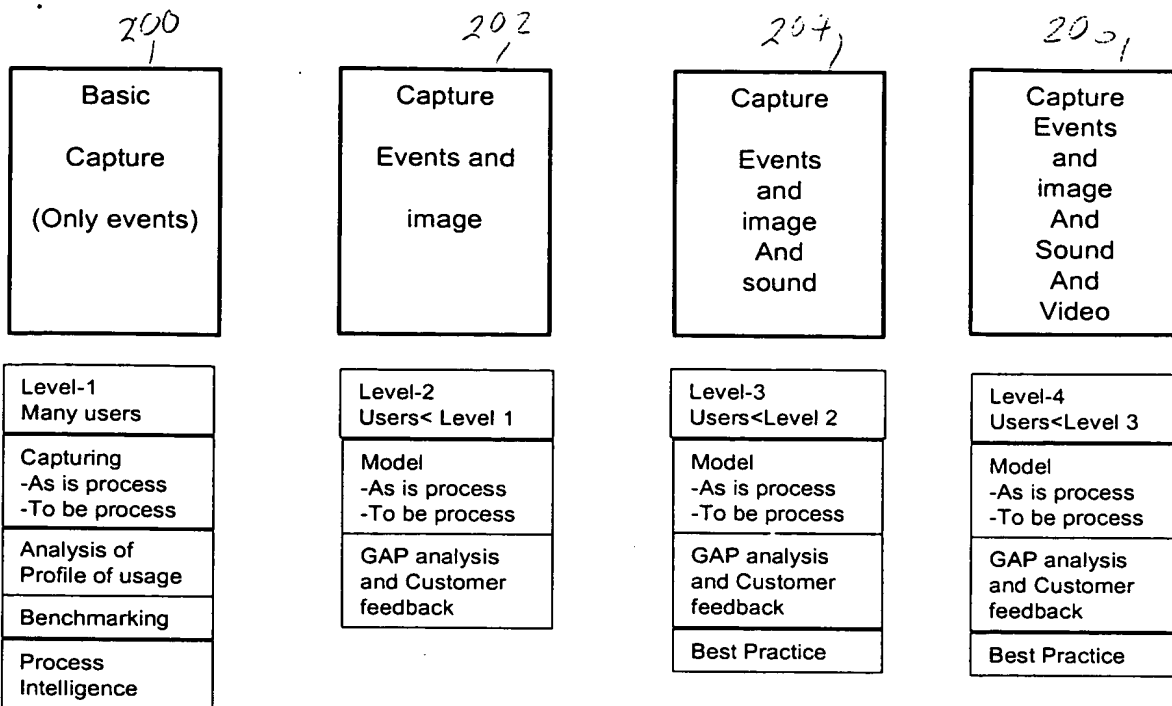 200
202
204
Basic
Capture
(Only events)
Capture
Events and
image
Capture
Events
and
image
And
sound
Capture
Events
and
image
And
Sound
And
Video
Level-1
Many users
Capturing
-As is process
-To be process
Analysis of
Profile of usage
Benchmarking
Process
Intelligence
Level-2
Users< Level 1
Model
-As is process
-To be process
GAP analysis
and Customer
feedback
Level-3
Users<Level 2
Model
-As is process
-To be process
GAP analysis
and Customer
feedback
Best Practice
Level-4
Users<Level 3
Model
-As is process
-To be process
GAP analysis
and Customer
feedback
Best Practice